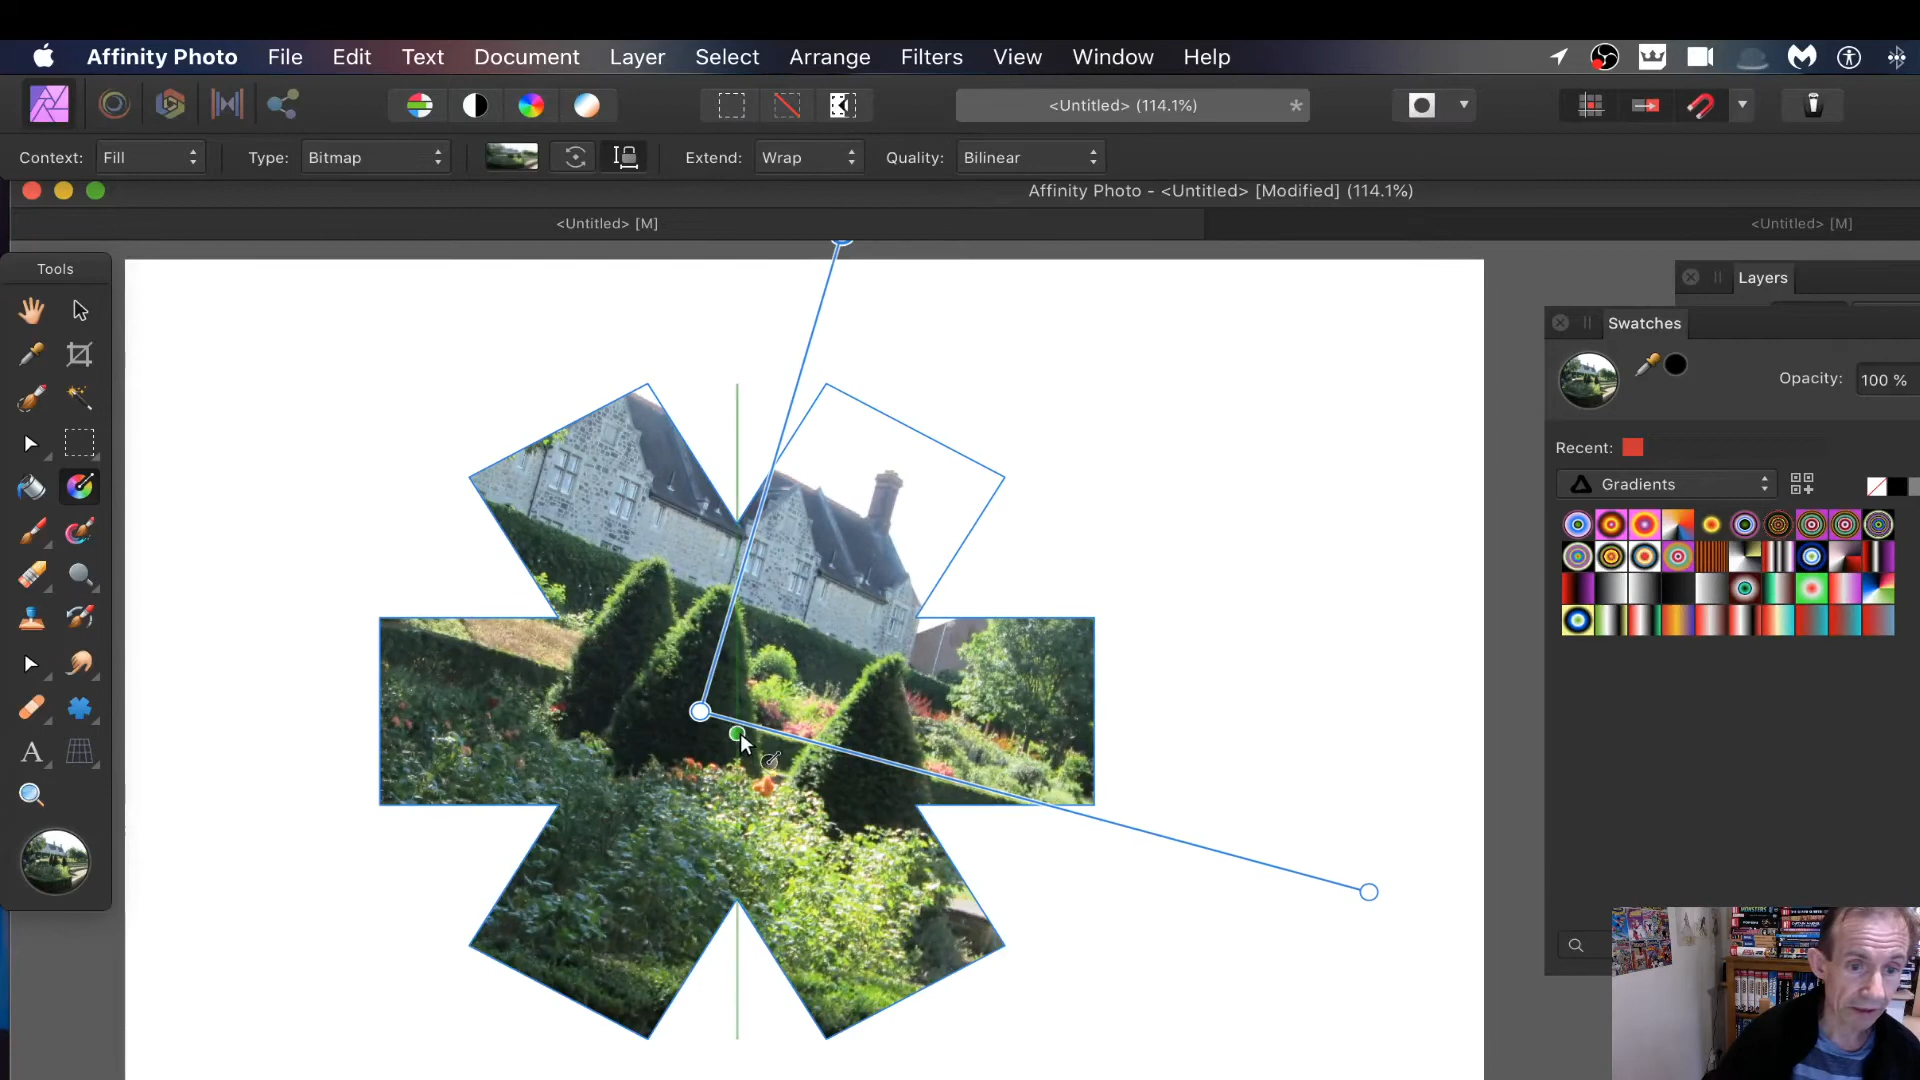 Affinity Photo File Edit Text Document Layer Select Arrange Filters View Window Help
<Untitled> (114.1%) *
Context: Fill Type: Bitmap Extend: Wrap Quality: Bilinear
Affinity Photo - <Untitled> [Modified] (114.1%)
<Untitled> [M] <Untitled> [M]
Tools
Layers
Swatches
Opacity: 100 %
Recent:
Gradients